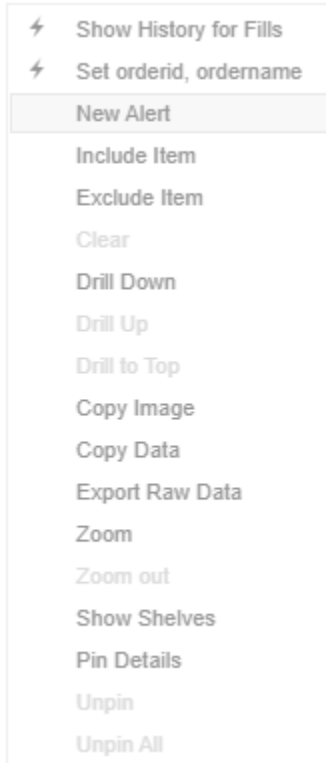 Show History for Fills
Set orderid, ordername
New Alert
Include Item
Exclude Item
Clear
Drill Down
Drill Up
Drill to Top
Copy Image
Copy Data
Export Raw Data
Zoom
Zoom out
Show Shelves
Pin Details
Unpin
Unpin All